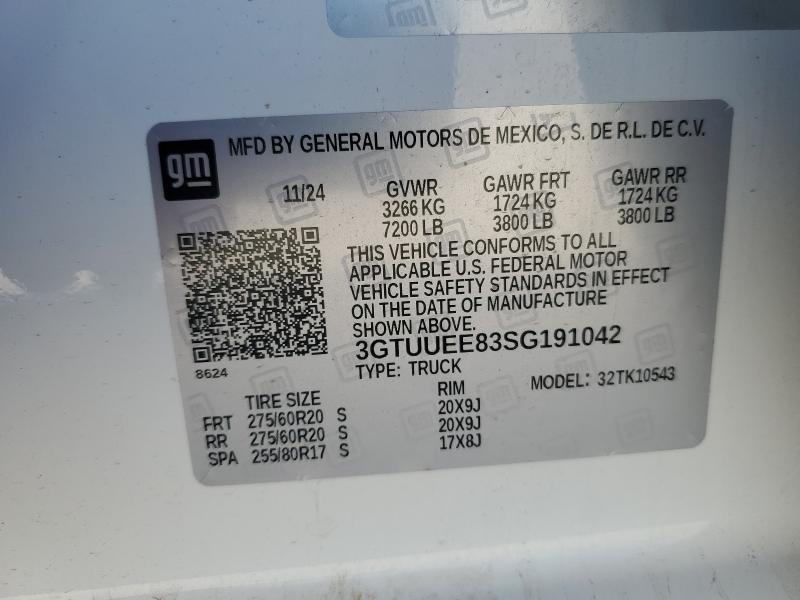 gm
MFD BY GENERAL MOTORS DE MEXICO, S. DE R.L. DE C.V.
11/24 GVWR GAWR FRT GAWR RR
3266 KG 1724 KG 1724 KG
7200 LB 3800 LB 3800 LB
THIS VEHICLE CONFORMS TO ALL
APPLICABLE U.S. FEDERAL MOTOR
VEHICLE SAFETY STANDARDS IN EFFECT
ON THE DATE OF MANUFACTURE
SHOWN ABOVE.
3GTUUEE83SG191042
8624 TYPE: TRUCK MODEL: 32TK10543
TIRE SIZE RIM
FRT 275/60R20 S 20X9J
RR 275/60R20 S 20X9J
SPA 255/80R17 S 17X8J